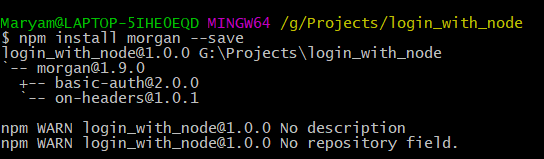 Maryam@LAPTOP-5IHE0EQD MINGW64 /g/Projects/login_with_node
$ npm install morgan --save
login_with_node@1.0.0 G:\Projects\login_with_node
`-- morgan@1.9.0
  +-- basic-auth@2.0.0
  `-- on-headers@1.0.1

npm WARN login_with_node@1.0.0 No description
npm WARN login_with_node@1.0.0 No repository field.